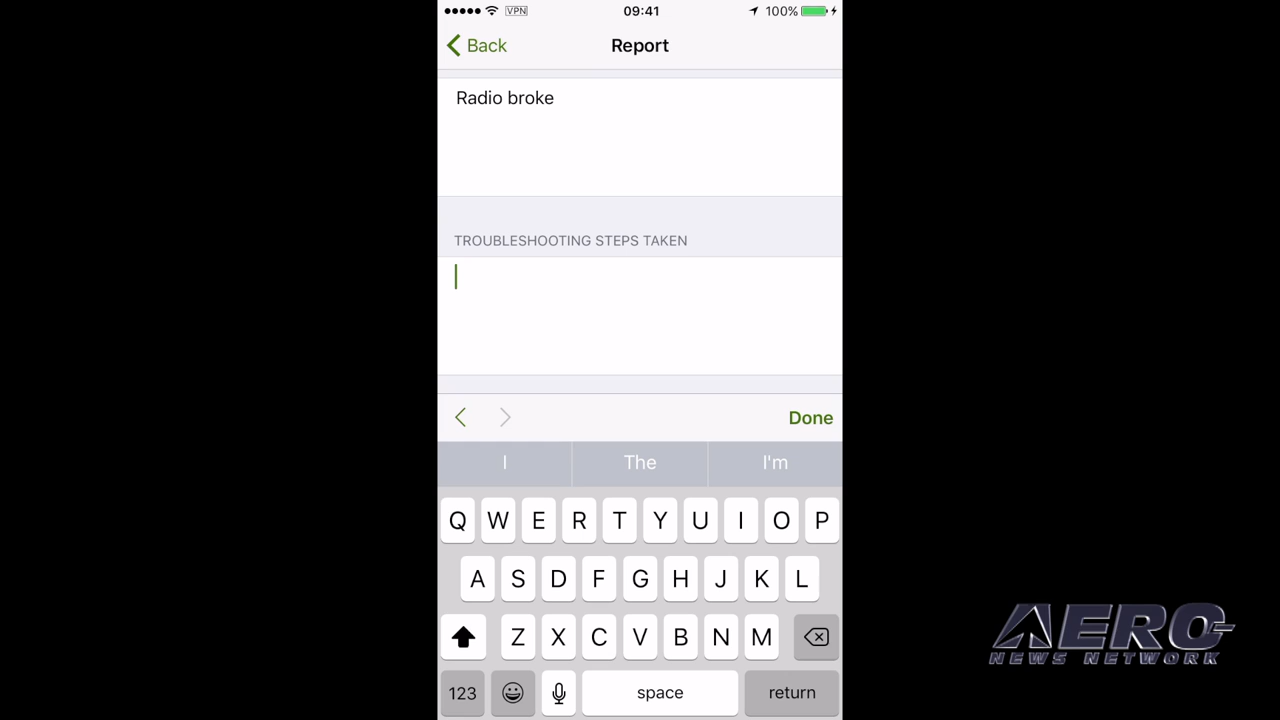 VPN 09:41 100%
Back Report
Radio broke
TROUBLESHOOTING STEPS TAKEN
Done
I The I'm
Q W E R T Y U I O P
A S D F G H J K L
Z X C V B N M
123 space return
AERO
NEWS NETWORK